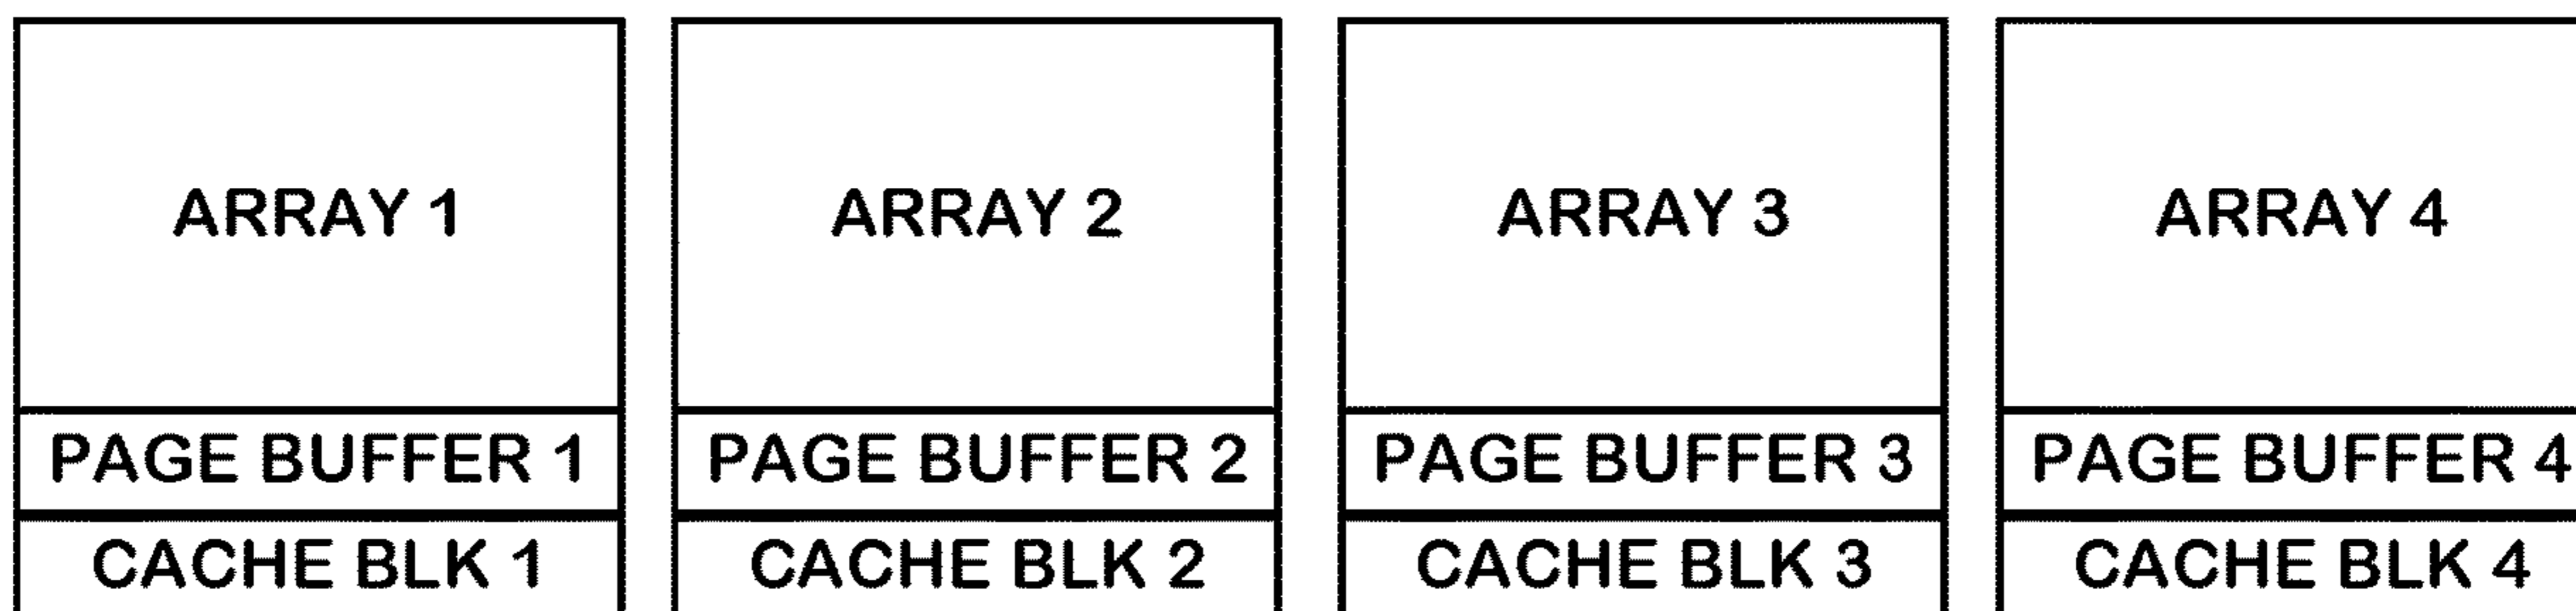 ARRAY 1 ARRAY 2 ARRAY 3 ARRAY 4
PAGE BUFFER 1 PAGE BUFFER 2 PAGE BUFFER 3 PAGE BUFFER 4
CACHE BLK 1 CACHE BLK 2 CACHE BLK 3 CACHE BLK 4